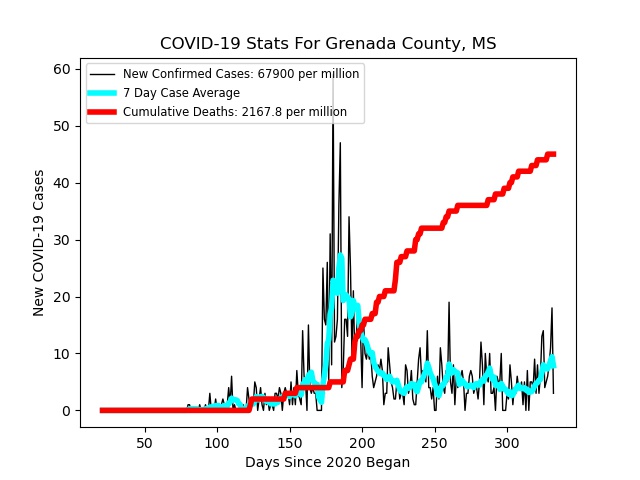 COVID-19 Stats For Grenada County, MS
New Confirmed Cases: 67900 per million
7 Day Case Average
Cumulative Deaths: 2167.8 per million
New COVID-19 Cases
60
50
40
30
20
10
0
50 100 150 200 250 300
Days Since 2020 Began